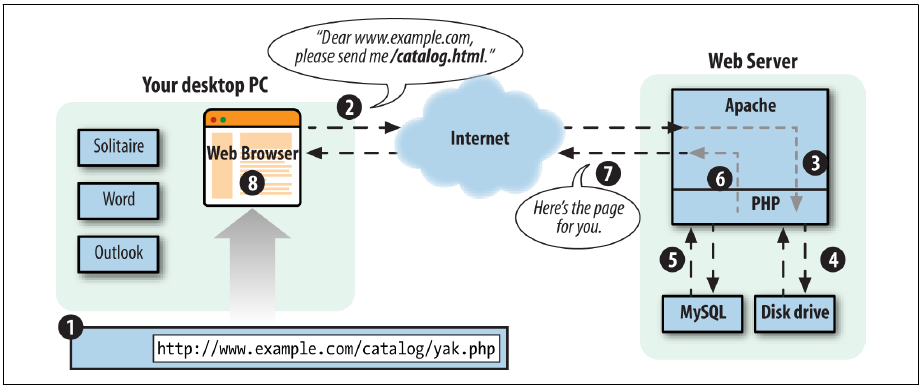 “Dear www.example.com,
please send me /catalog.html.”
Your desktop PC
Web Server
2
Apache
Solitaire
Web Browser
Internet
3
8
7
6
Word
Here’s the page
for you.
PHP
Outlook
5
4
MySQL
Disk drive
1
http://www.example.com/catalog/yak.php